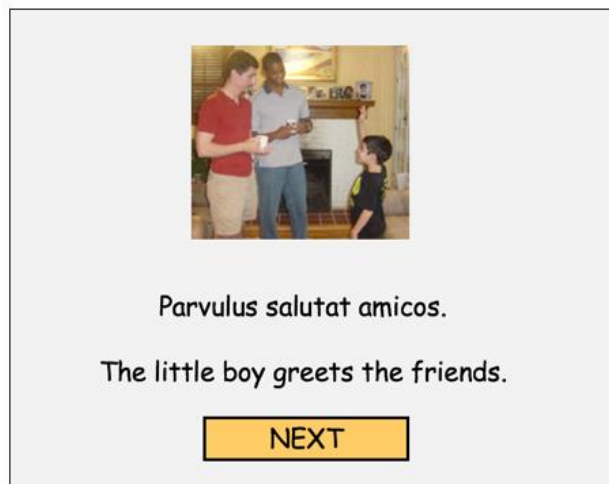 Parvulus salutat amicos.
The little boy greets the friends.
NEXT